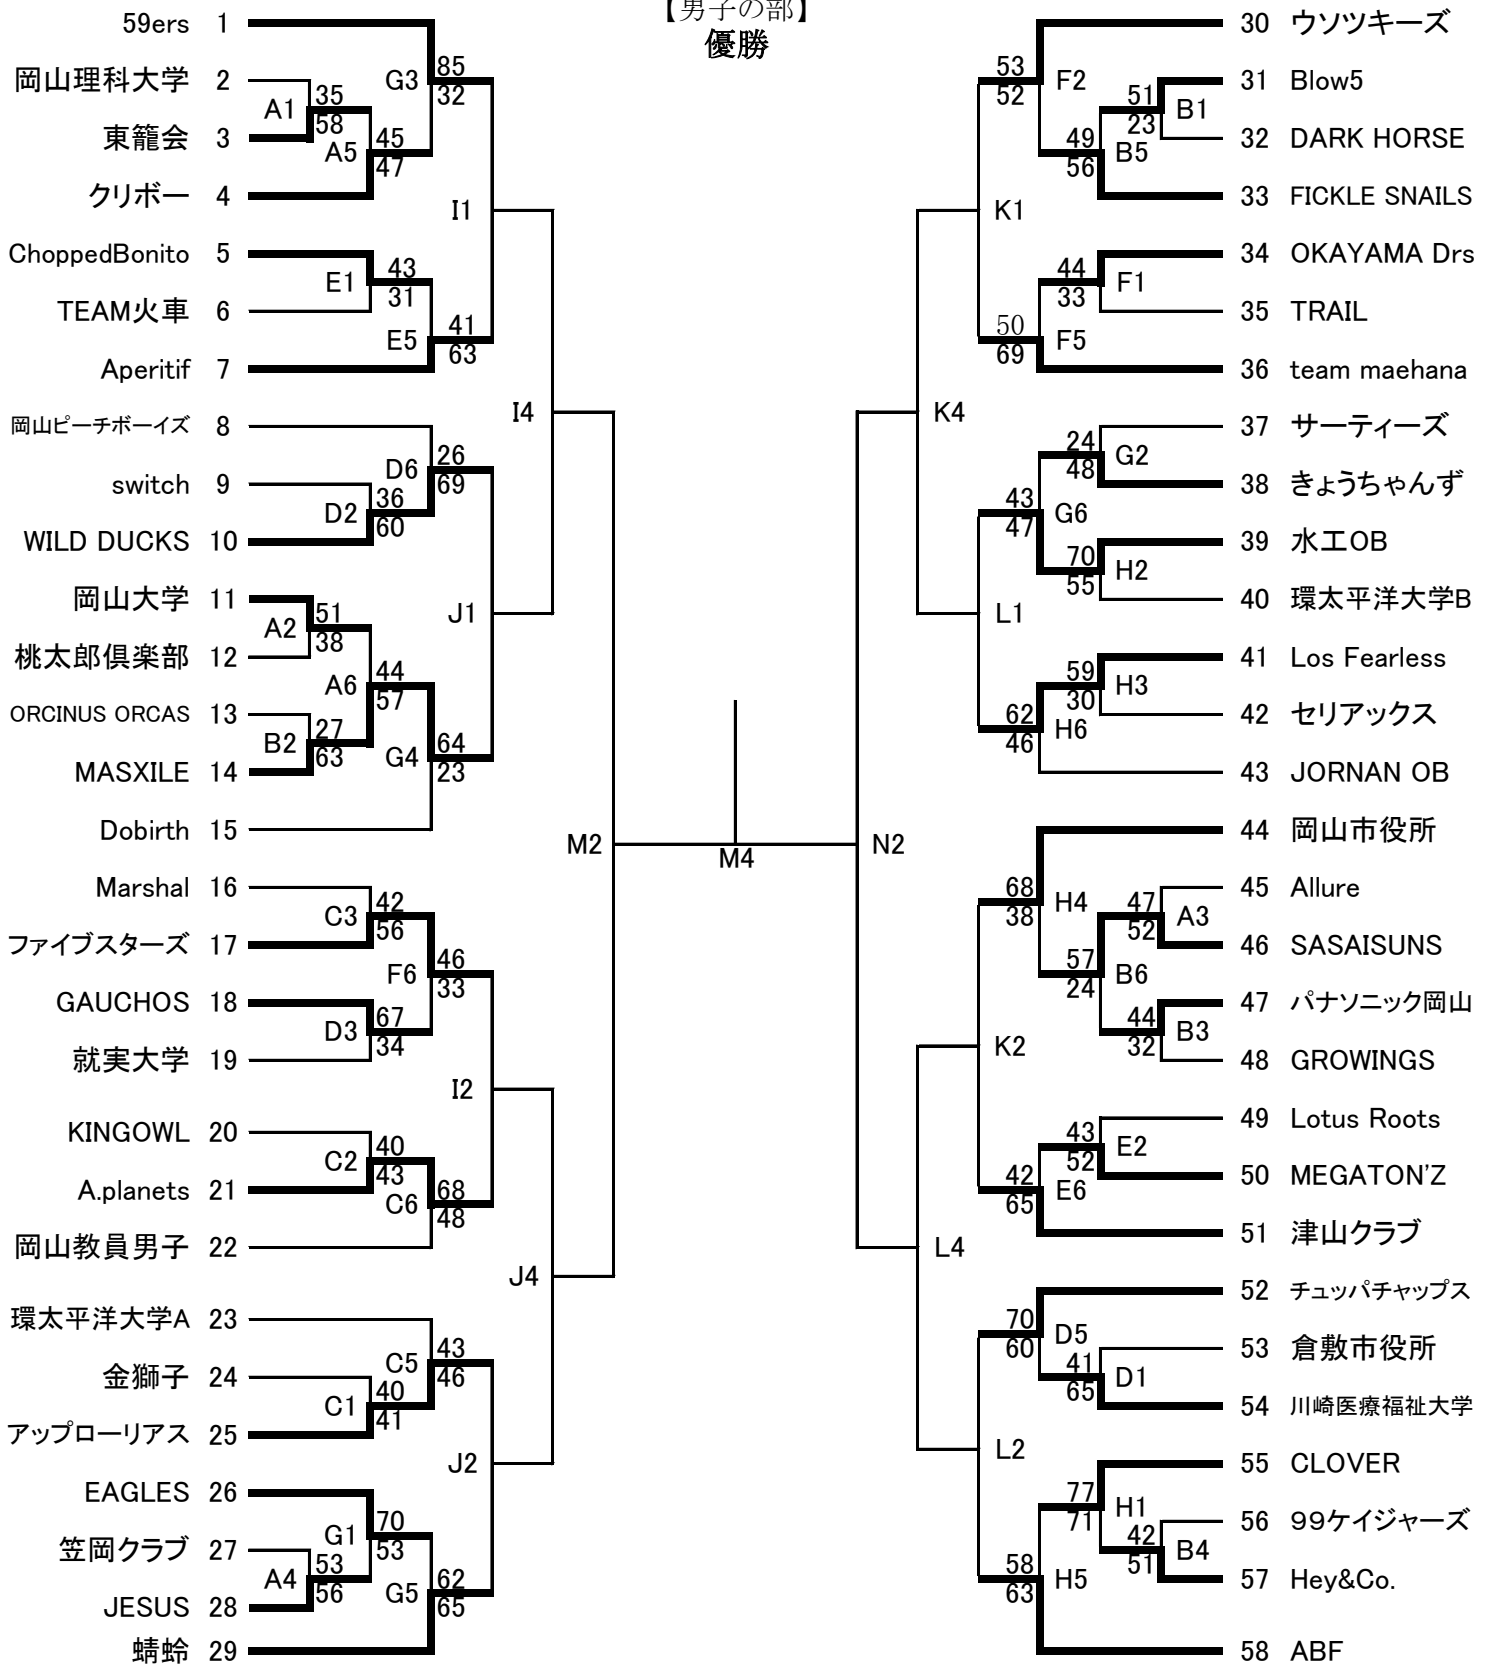 【男子の部】
優勝
59ers 1
岡山理科大学 2
東籠会 3
クリボー 4
ChoppedBonito 5
TEAM火車 6
Aperitif 7
岡山ピーチボーイズ 8
switch 9
WILD DUCKS 10
岡山大学 11
桃太郎倶楽部 12
ORCINUS ORCAS 13
MASXILE 14
Dobirth 15
Marshal 16
ファイブスターズ 17
GAUCHOS 18
就実大学 19
KINGOWL 20
A.planets 21
岡山教員男子 22
環太平洋大学A 23
金獅子 24
アップローリアス 25
EAGLES 26
笠岡クラブ 27
JESUS 28
蜻蛉 29
A1 35 58
A5 45 47
G3 85 32
E1 43 31
E5 41 63
I1
D2 36 60
D6 26 69
A2 51 38
B2 27 63
A6 44 57
G4 64 23
J1
I4
C3 42 56
D3 67 34
F6 46 33
C2 40 43
C6 68 48
I2
C1 40 41
C5 43 46
A4 53 56
G1 70 53
G5 62 65
J2
J4
M2
M4
N2
30 ウソツキーズ
31 Blow5
32 DARK HORSE
33 FICKLE SNAILS
34 OKAYAMA Drs
35 TRAIL
36 team maehana
37 サーティーズ
38 きょうちゃんず
39 水工OB
40 環太平洋大学B
41 Los Fearless
42 セリアックス
43 JORNAN OB
44 岡山市役所
45 Allure
46 SASAISUNS
47 パナソニック岡山
48 GROWINGS
49 Lotus Roots
50 MEGATON'Z
51 津山クラブ
52 チュッパチャップス
53 倉敷市役所
54 川崎医療福祉大学
55 CLOVER
56 99ケイジャーズ
57 Hey&Co.
58 ABF
53 52 F2
51 23 B1
49 56 B5
K1
44 33 F1
50 69 F5
K4
24 48 G2
43 47 G6
70 55 H2
L1
59 30 H3
62 46 H6
68 38 H4
47 52 A3
57 24 B6
44 32 B3
K2
43 52 E2
42 65 E6
L4
70 60 D5
41 65 D1
L2
77 71 H1
42 51 B4
58 63 H5